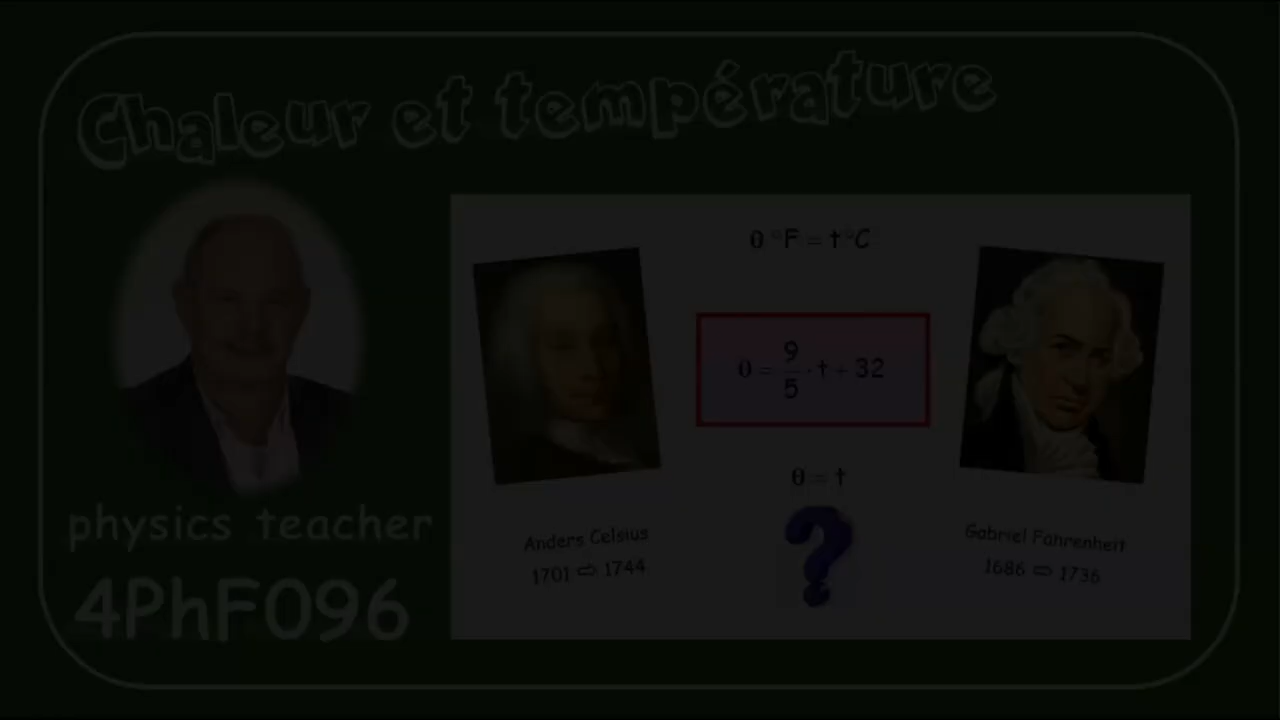 Chaleur et température
θ °F = t °C
θ = 9/5 · t + 32
θ = t
?
Anders Celsius
1701 ⇨ 1744
Gabriel Fahrenheit
1686 ⇨ 1736
physics teacher
4PhF096